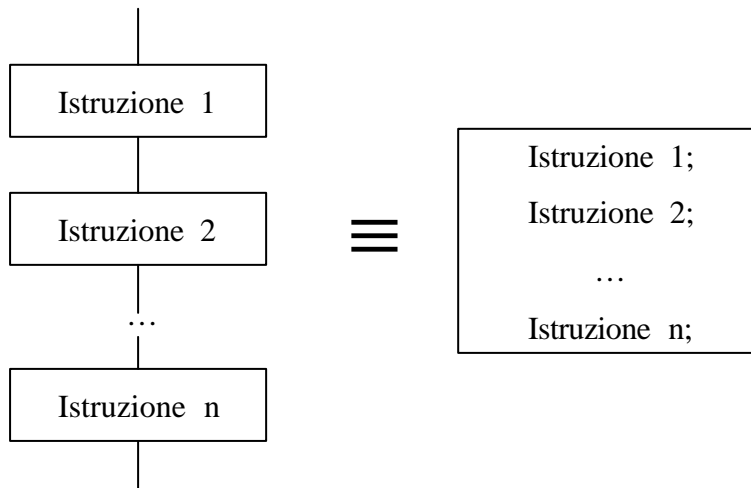 Istruzione 1
Istruzione 2
…
Istruzione n
≡
Istruzione 1;
Istruzione 2;
…
Istruzione n;